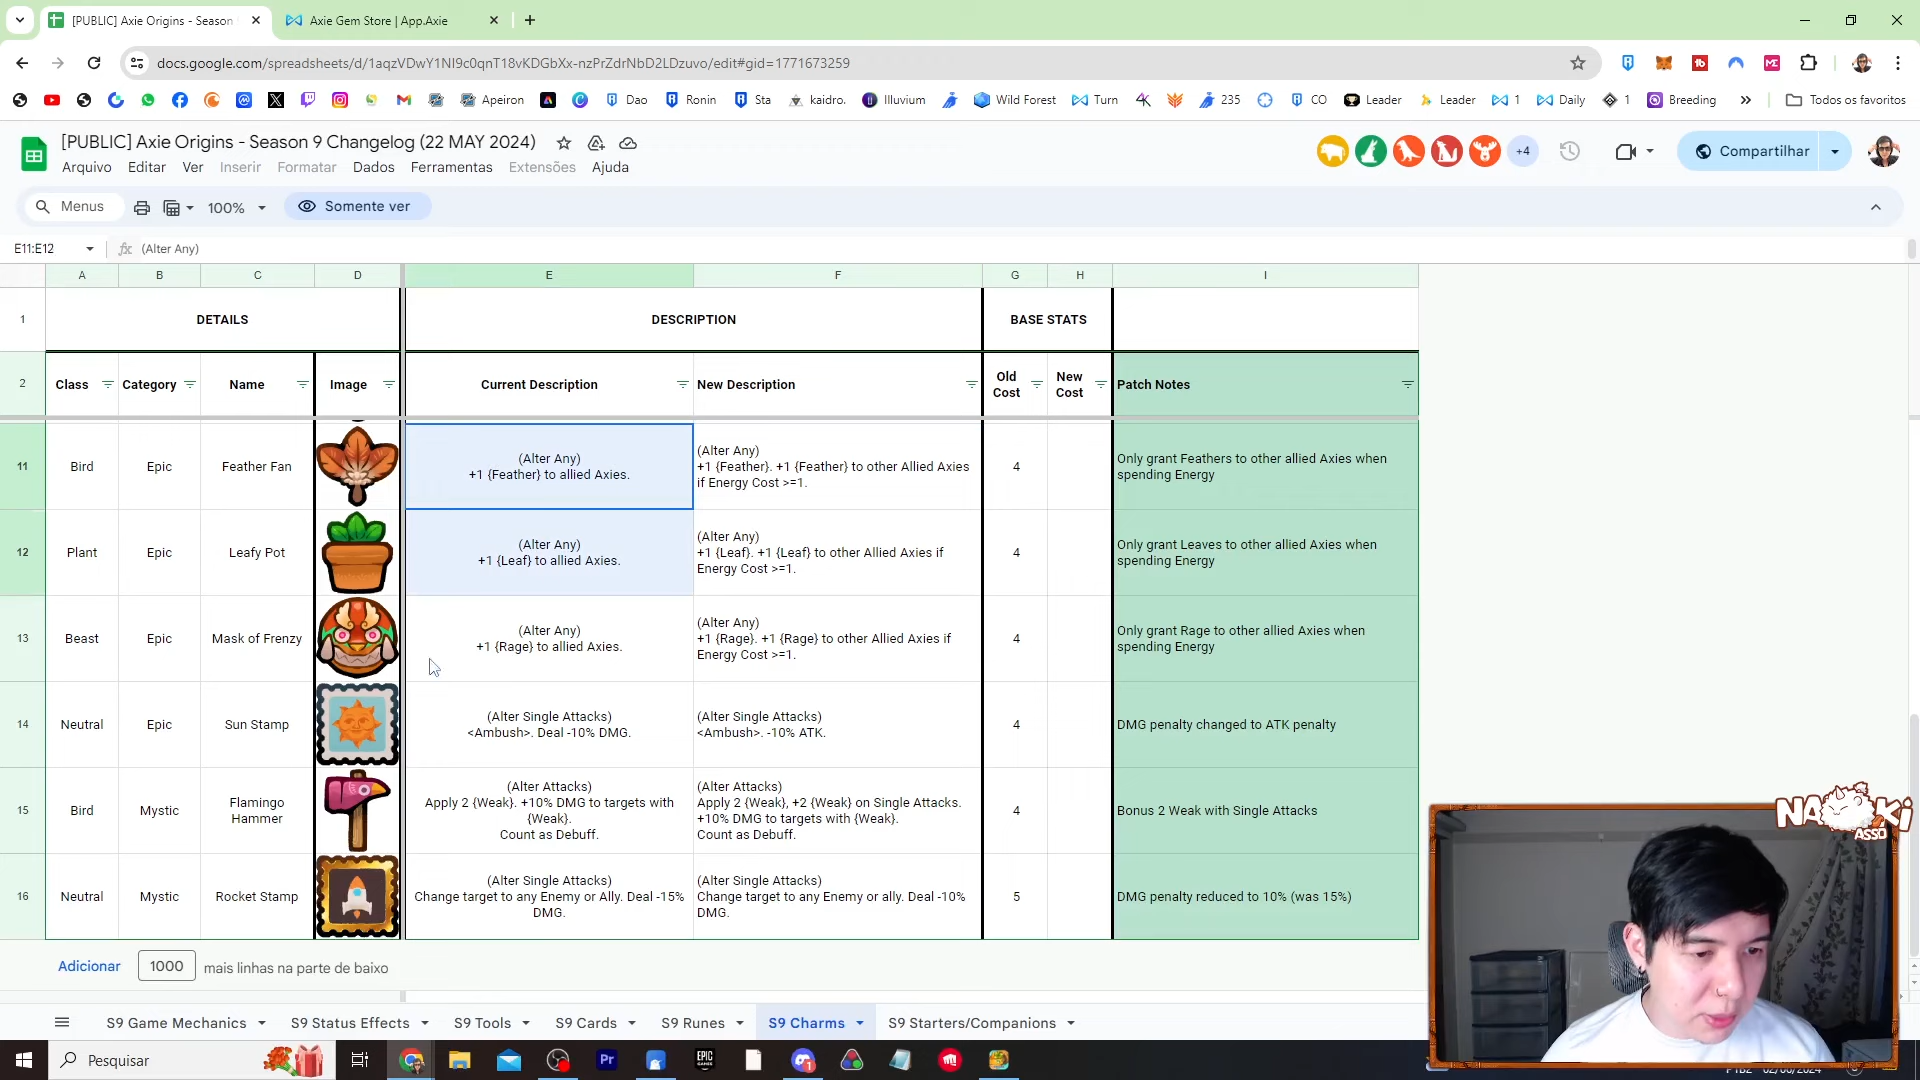 [PUBLIC] Axie Origins - Season
Axie Gem Store | App.Axie
docs.google.com/spreadsheets/d/1aqzVDwY1NI9c0qnT18vKDGbXx-nzPrZdrNbD2LDzuvo/edit#gid=1771673259
Apeiron
Dao
Ronin
Sta
kaidro.
Illuvium
Wild Forest
Turn
4K
235
CO
Leader
Leader
1
Daily
1
Breeding
Todos os favoritos
[PUBLIC] Axie Origins - Season 9 Changelog (22 MAY 2024)
+4
Compartilhar
Arquivo Editar Ver Inserir Formatar Dados Ferramentas Extensões Ajuda
Menus
100%
Somente ver
E11:E12
fx
(Alter Any)
A B C D E F G H I
1
DETAILS
DESCRIPTION
BASE STATS
2
Class
Category
Name
Image
Current Description
New Description
Old
Cost
New
Cost
Patch Notes
11
Bird
Epic
Feather Fan
(Alter Any)
+1 {Feather} to allied Axies.
(Alter Any)
+1 {Feather}. +1 {Feather} to other Allied Axies
if Energy Cost >=1.
4
Only grant Feathers to other allied Axies when
spending Energy
12
Plant
Epic
Leafy Pot
(Alter Any)
+1 {Leaf} to allied Axies.
(Alter Any)
+1 {Leaf}. +1 {Leaf} to other Allied Axies if
Energy Cost >=1.
4
Only grant Leaves to other allied Axies when
spending Energy
13
Beast
Epic
Mask of Frenzy
(Alter Any)
+1 {Rage} to allied Axies.
(Alter Any)
+1 {Rage}. +1 {Rage} to other Allied Axies if
Energy Cost >=1.
4
Only grant Rage to other allied Axies when
spending Energy
14
Neutral
Epic
Sun Stamp
(Alter Single Attacks)
<Ambush>. Deal -10% DMG.
(Alter Single Attacks)
<Ambush>. -10% ATK.
4
DMG penalty changed to ATK penalty
15
Bird
Mystic
Flamingo
Hammer
(Alter Attacks)
Apply 2 {Weak}. +10% DMG to targets with
{Weak}.
Count as Debuff.
(Alter Attacks)
Apply 2 {Weak}, +2 {Weak} on Single Attacks.
+10% DMG to targets with {Weak}.
Count as Debuff.
4
Bonus 2 Weak with Single Attacks
16
Neutral
Mystic
Rocket Stamp
(Alter Single Attacks)
Change target to any Enemy or Ally. Deal -15%
DMG.
(Alter Single Attacks)
Change target to any Enemy or ally. Deal -10%
DMG.
5
DMG penalty reduced to 10% (was 15%)
NAOKi
ASSO
Adicionar
1000
mais linhas na parte de baixo
S9 Game Mechanics
S9 Status Effects
S9 Tools
S9 Cards
S9 Runes
S9 Charms
S9 Starters/Companions
Pesquisar
Pr
EPIC
GAMES